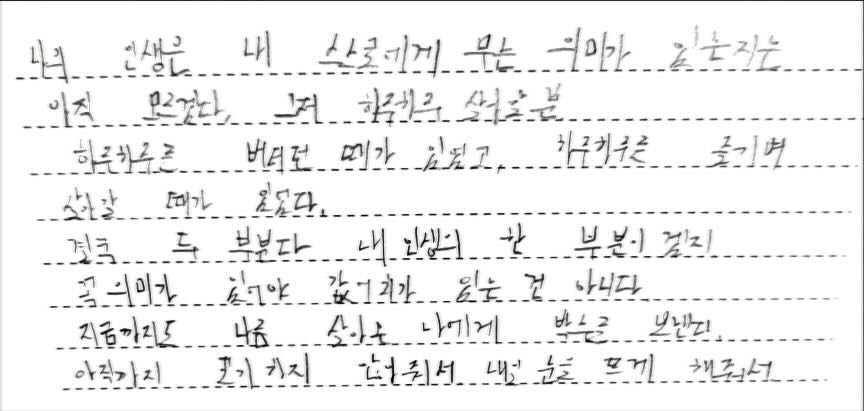 나의 인생은 내 스스로에게 무슨 의미가 있는지는
아직 모르겠다. 그저 하루하루 살아갈뿐
하루하루를 버티던 때가 있었고, 하루하루를 즐기며
살아갈 때가 있었다.
결국 두 부분다 내 인생의 한 부분이 걸지
꼭 의미가 있어야 값어치가 있는 건 아니다
지금까지도 나름 살아온 나에게 박수를 보낸다.
아직까지 포기하지 않아줘서 내일 눈을 뜨게 해줘서